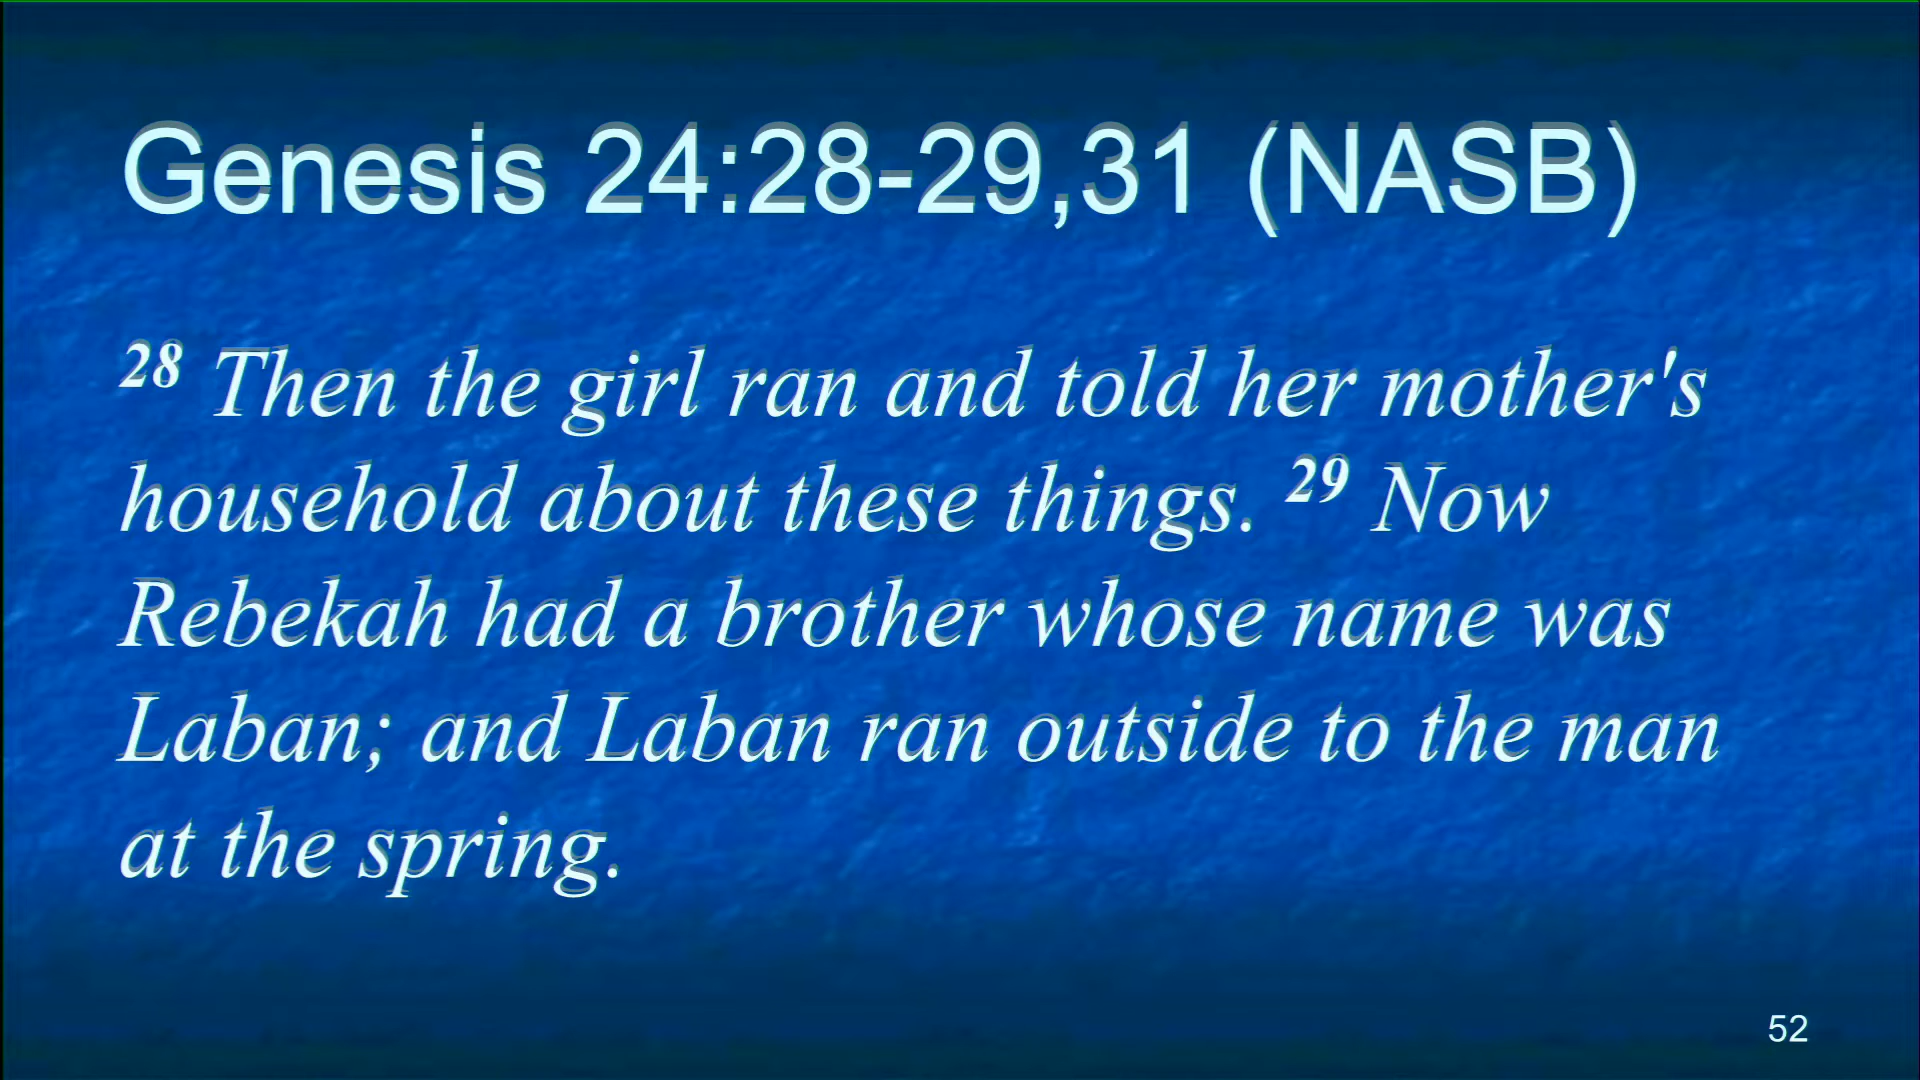 Genesis 24:28-29,31 (NASB)
28 Then the girl ran and told her mother's
household about these things. 29 Now
Rebekah had a brother whose name was
Laban; and Laban ran outside to the man
at the spring.
52